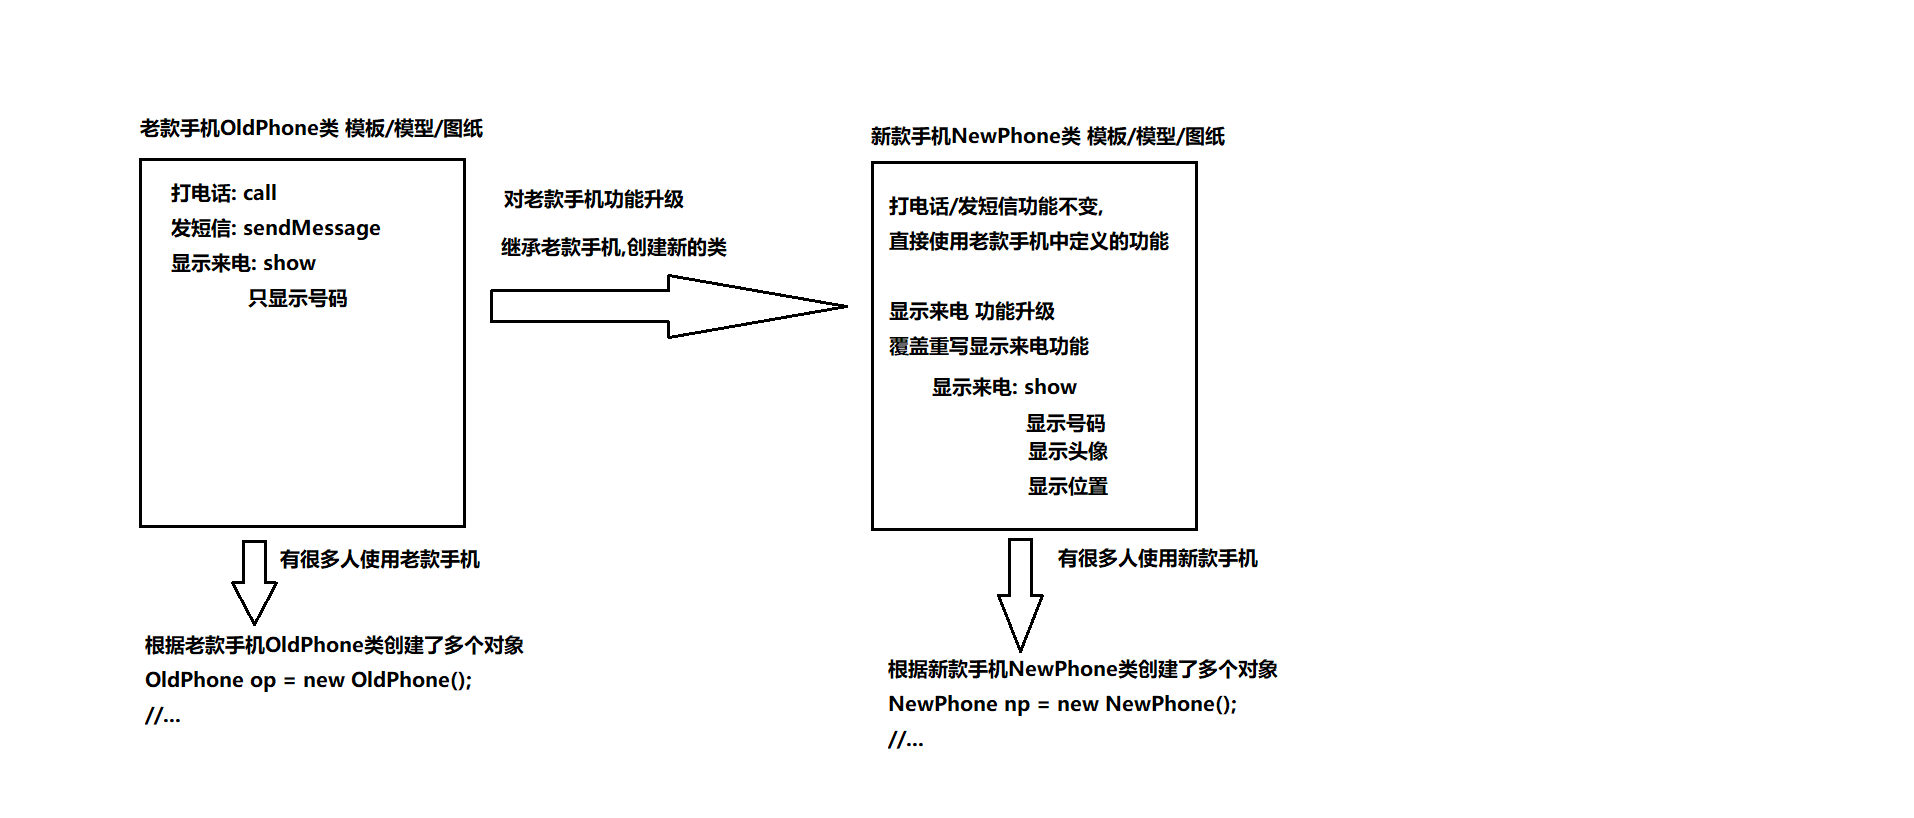 老款手机OldPhone类 模板/模型/图纸
打电话: call
发短信: sendMessage
显示来电: show
只显示号码
对老款手机功能升级
继承老款手机,创建新的类
新款手机NewPhone类 模板/模型/图纸
打电话/发短信功能不变,
直接使用老款手机中定义的功能
显示来电 功能升级
覆盖重写显示来电功能
显示来电: show
显示号码
显示头像
显示位置
有很多人使用老款手机
根据老款手机OldPhone类创建了多个对象
OldPhone op = new OldPhone();
//...
有很多人使用新款手机
根据新款手机NewPhone类创建了多个对象
NewPhone np = new NewPhone();
//...